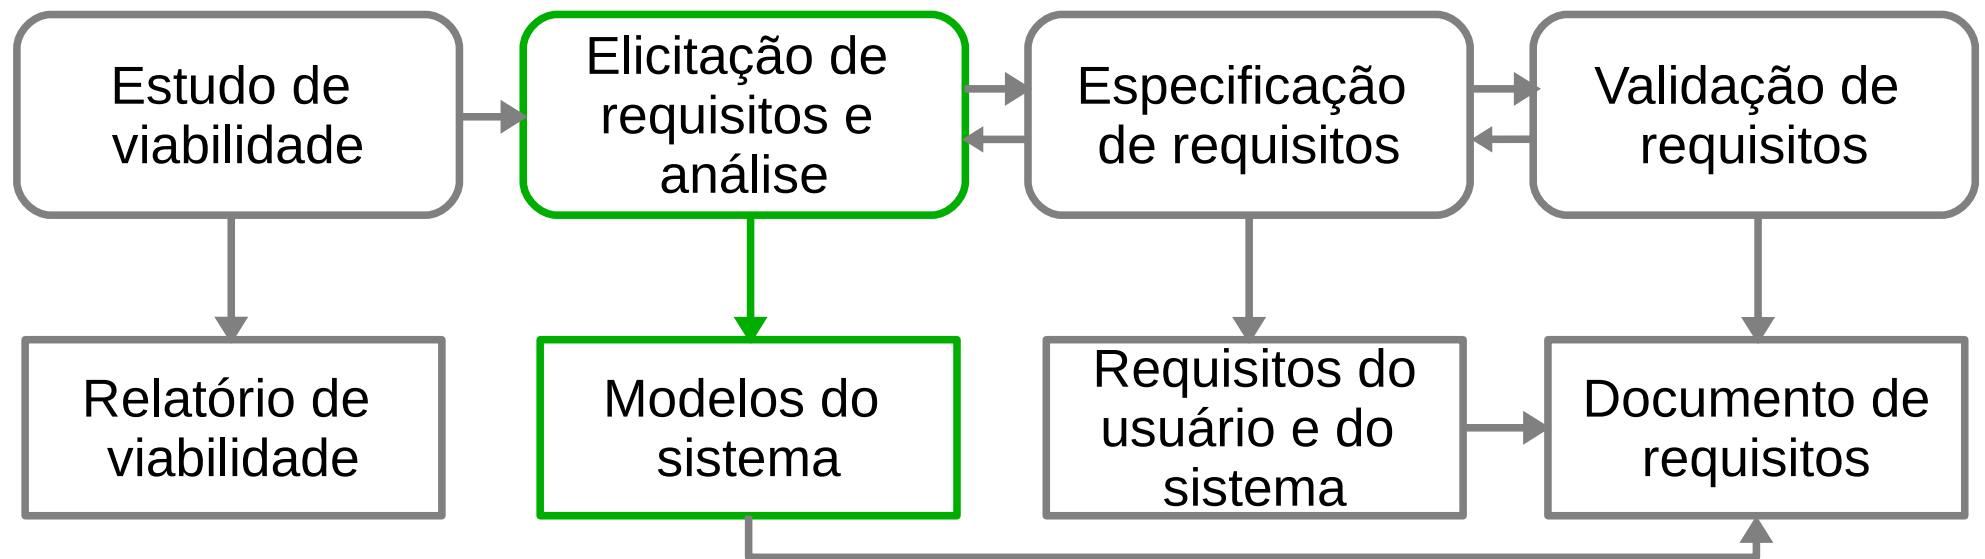 Estudo de
viabilidade
Elicitação de
requisitos e
análise
Especificação
de requisitos
Validação de
requisitos
Relatório de
viabilidade
Modelos do
sistema
Requisitos do
usuário e do
sistema
Documento de
requisitos